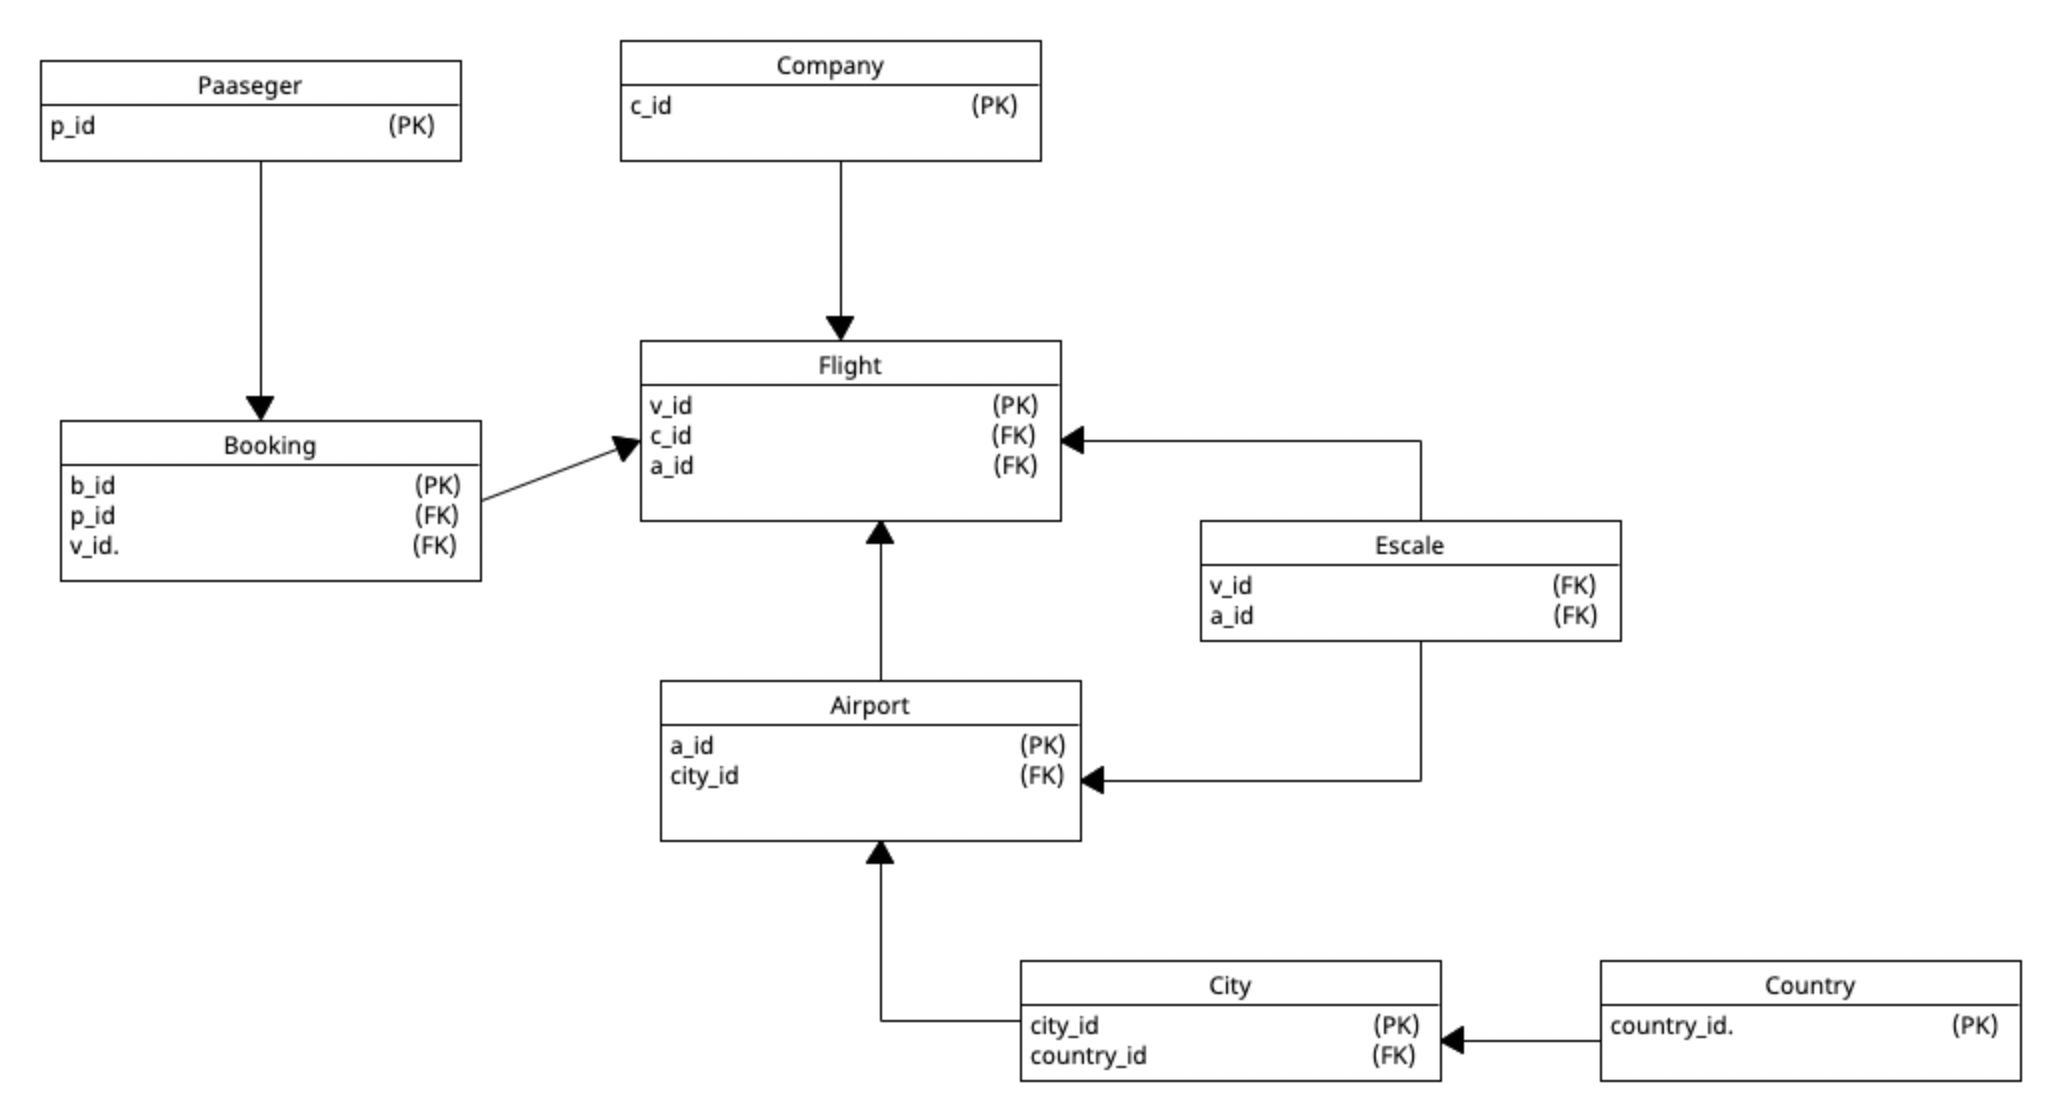 Paaseger
p_id (PK)
Company
c_id (PK)
Flight
v_id (PK)
c_id (FK)
a_id (FK)
Booking
b_id (PK)
p_id (FK)
v_id. (FK)
Escale
v_id (FK)
a_id (FK)
Airport
a_id (PK)
city_id (FK)
City
city_id (PK)
country_id (FK)
Country
country_id. (PK)